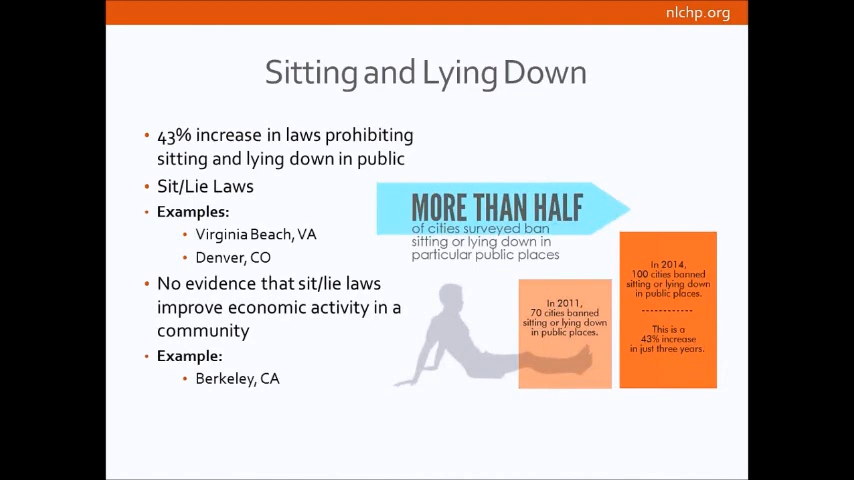 nlchp.org
Sitting and Lying Down
• 43% increase in laws prohibiting
sitting and lying down in public
• Sit/Lie Laws
• Examples:
• Virginia Beach, VA
• Denver, CO
• No evidence that sit/lie laws
improve economic activity in a
community
• Example:
• Berkeley, CA
MORE THAN HALF
of cities surveyed ban
sitting or lying down in
particular public places
In 2011,
70 cities banned
sitting or lying down
in public places.
In 2014,
100 cities banned
sitting or lying down
in public places.
------------
This is a
43% increase
in just three years.